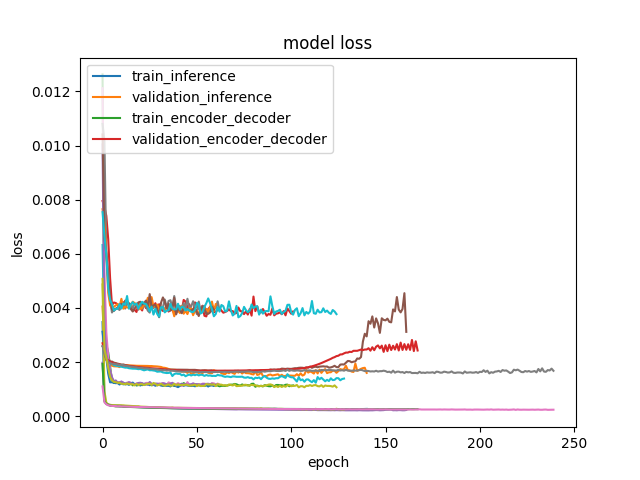 model loss
train_inference
validation_inference
train_encoder_decoder
validation_encoder_decoder
loss
0.012
0.010
0.008
0.006
0.004
0.002
0.000
0 50 100 150 200 250
epoch